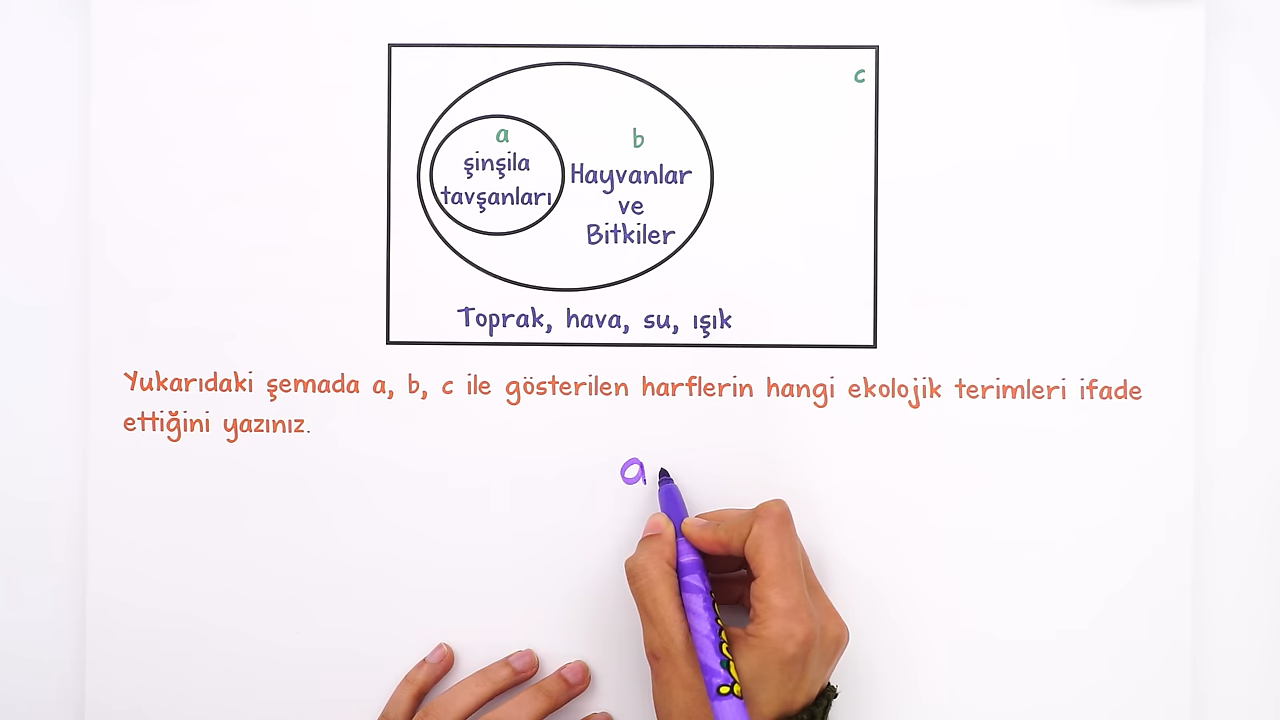 c
a
b
şinşila
tavşanları
Hayvanlar
ve
Bitkiler
Toprak, hava, su, ışık
Yukarıdaki şemada a, b, c ile gösterilen harflerin hangi ekolojik terimleri ifade
ettiğini yazınız.
a